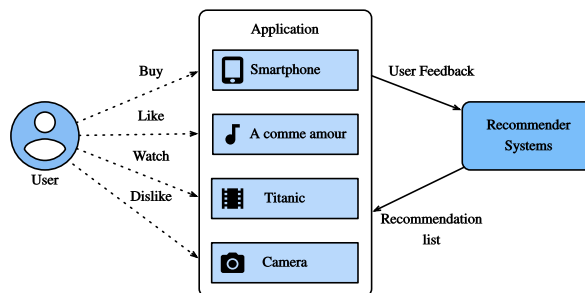 Application
Buy
Smartphone
User Feedback
Like
A comme amour
Recommender
Systems
Watch
User
Dislike
Titanic
Recommendation
list
Camera